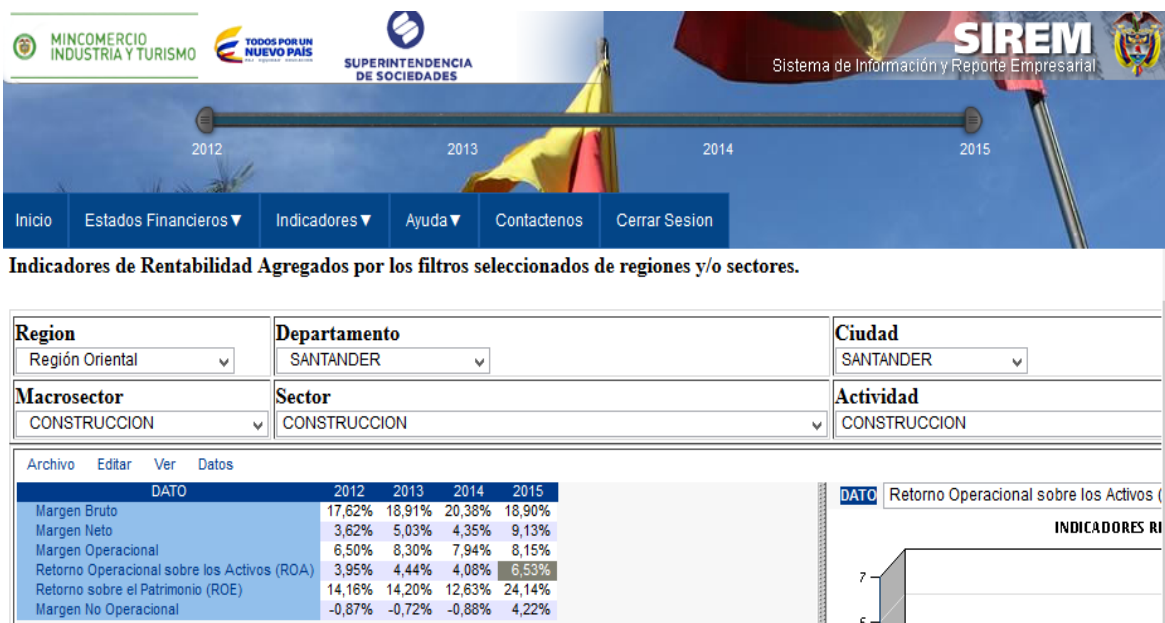 MINCOMERCIO
INDUSTRIA Y TURISMO
TODOS POR UN
NUEVO PAÍS
SUPERINTENDENCIA
DE SOCIEDADES
SIREM
Sistema de Información y Reporte Empresarial
2012 2013 2014 2015
Inicio Estados Financieros▼ Indicadores▼ Ayuda▼ Contactenos Cerrar Sesion
Indicadores de Rentabilidad Agregados por los filtros seleccionados de regiones y/o sectores.
Region Departamento Ciudad
Región Oriental SANTANDER SANTANDER
Macrosector Sector Actividad
CONSTRUCCION CONSTRUCCION CONSTRUCCION
Archivo Editar Ver Datos
DATO 2012 2013 2014 2015
Margen Bruto 17,62% 18,91% 20,38% 18,90%
Margen Neto 3,62% 5,03% 4,35% 9,13%
Margen Operacional 6,50% 8,30% 7,94% 8,15%
Retorno Operacional sobre los Activos (ROA) 3,95% 4,44% 4,08% 6,53%
Retorno sobre el Patrimonio (ROE) 14,16% 14,20% 12,63% 24,14%
Margen No Operacional -0,87% -0,72% -0,88% 4,22%
DATO Retorno Operacional sobre los Activos (
INDICADORES RI
7